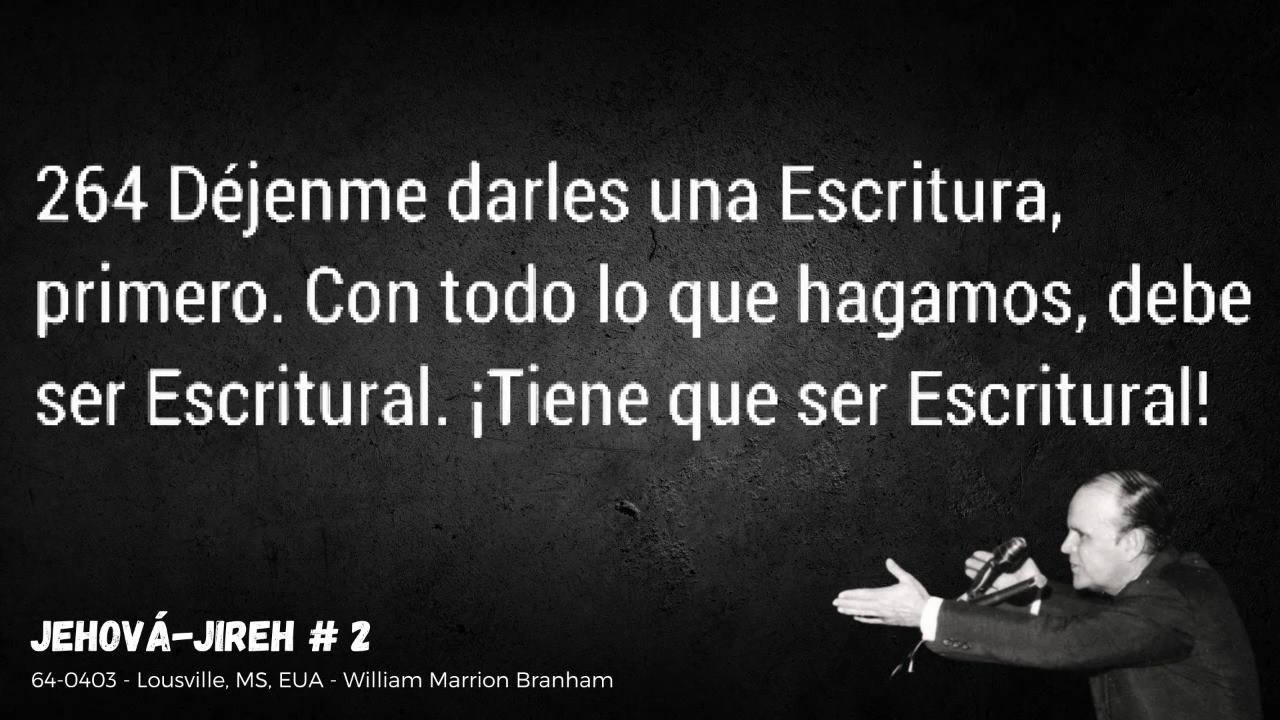 264 Déjenme darles una Escritura,
primero. Con todo lo que hagamos, debe
ser Escritural. ¡Tiene que ser Escritural!
JEHOVÁ-JIREH # 2
64-0403 - Lousville, MS, EUA - William Marrion Branham